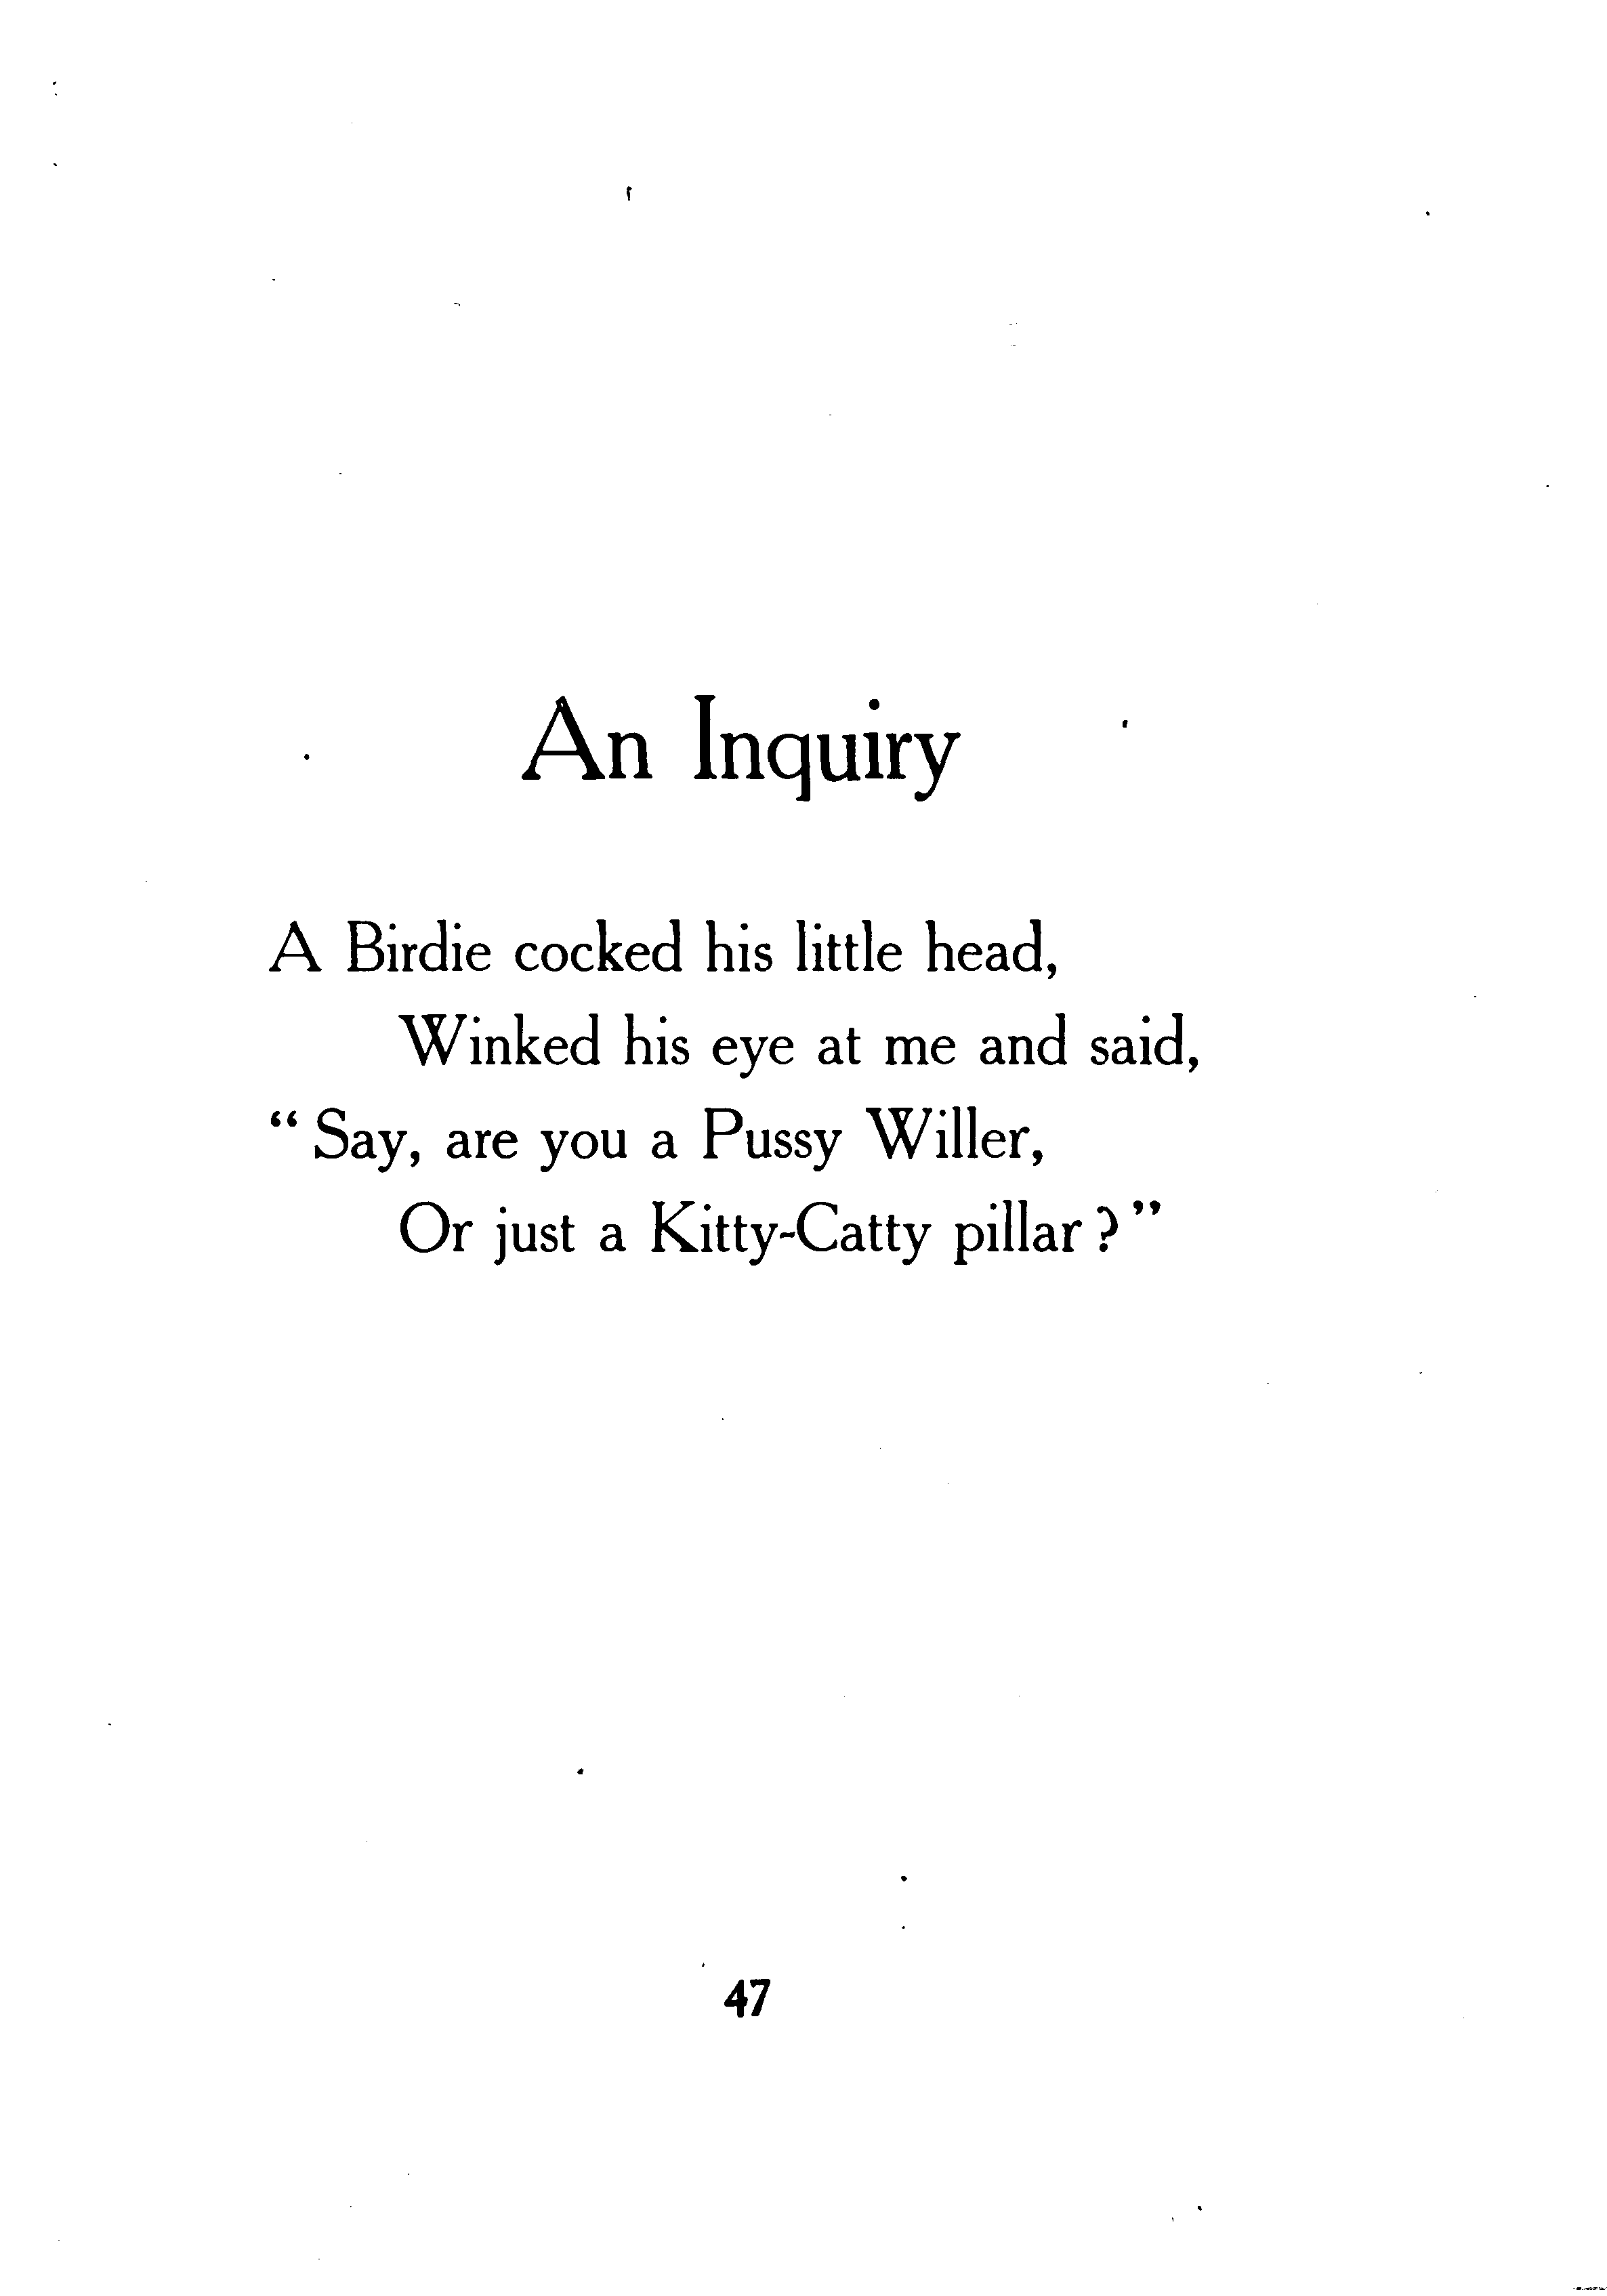 An Inquiry
A Birdie cocked his little head,
Winked his eye at me and said,
“ Say, are you a Pussy Willer,
Or just a Kitty-Catty pillar ? ”
47